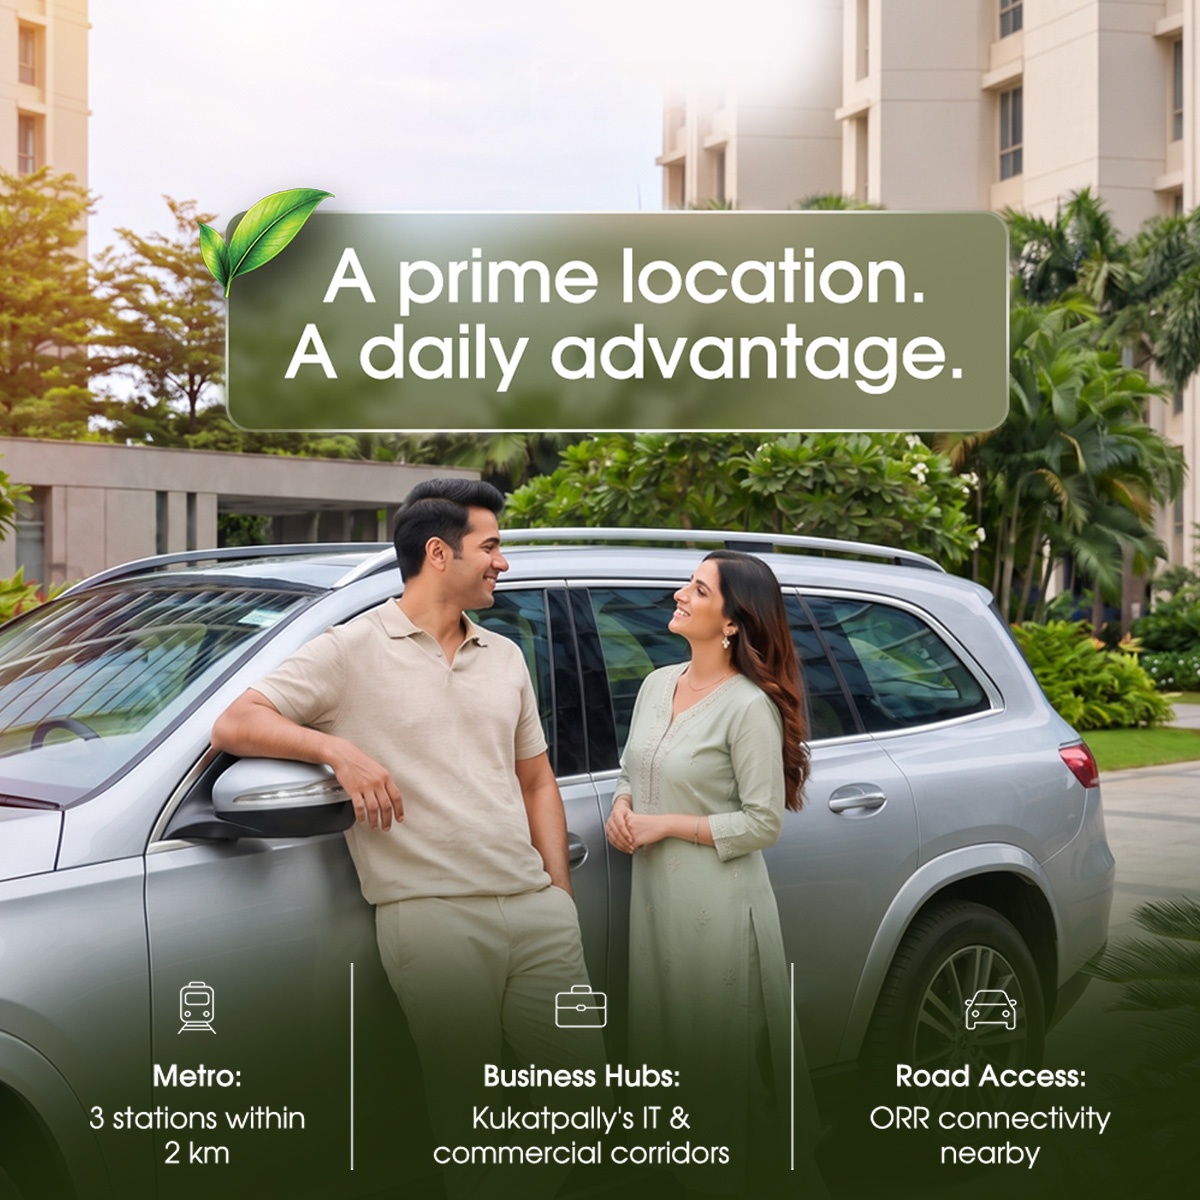 A prime location.
A daily advantage.
Metro:
3 stations within
2 km
Business Hubs:
Kukatpally's IT &
commercial corridors
Road Access:
ORR connectivity
nearby